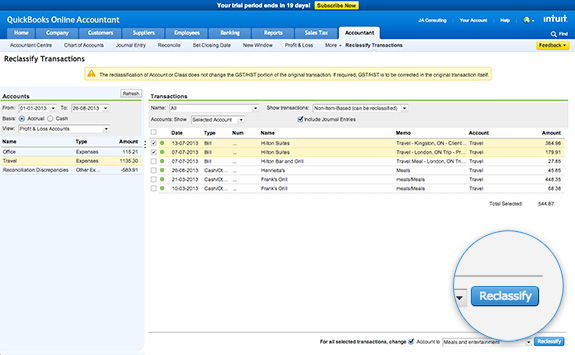 Your trial period ends in 19 days! Subscribe Now
QuickBooks Online Accountant
JA Consulting Your Account Help intuit.
Home Company Customers Suppliers Employees Banking Reports Sales Tax Accountant Find
Accountant Centre Chart of Accounts Journal Entry Reconcile Set Closing Date New Window Profit & Loss More Reclassify Transactions Feedback
Reclassify Transactions
The reclassification of Account or Class does not change the GST/HST portion of the original transaction. If required, GST/HST is to be corrected in the original transaction itself.
Accounts Refresh
From: 01-01-2013 To: 26-08-2013
Basis: Accrual Cash
View: Profit & Loss Accounts
Name Type Amount
Office Expenses 115.21
Travel Expenses 1135.30
Reconciliation Discrepancies Other Ex... -583.91
Transactions
Name: All Show transactions: Non-Item-Based (can be reclassified)
Accounts: Show Selected Account Include Journal Entries
Date Type Num Name Memo Account Amount
13-07-2013 Bill ... Hilton Suites Travel - Kingston, ON - Client... Travel 364.96
07-07-2013 Bill ... Hilton Suites Travel - London, ON Trip - Pr... Travel 179.91
07-07-2013 Bill ... Hilton Bar and Grill Travel Meal - London, ON Tr... Travel 27.85
26-05-2013 Cash/Ot... ... Henrietta's Meals Travel 45.85
21-03-2013 Cash/Ot... ... Frank's Grill meals/Meals Travel 448.35
10-03-2013 Cash/Ot... ... Frank's Grill meals/Meals Travel 68.38
Total Selected: 544.87
Reclassify
For all selected transactions, change Account to Meals and entertainment Reclassify